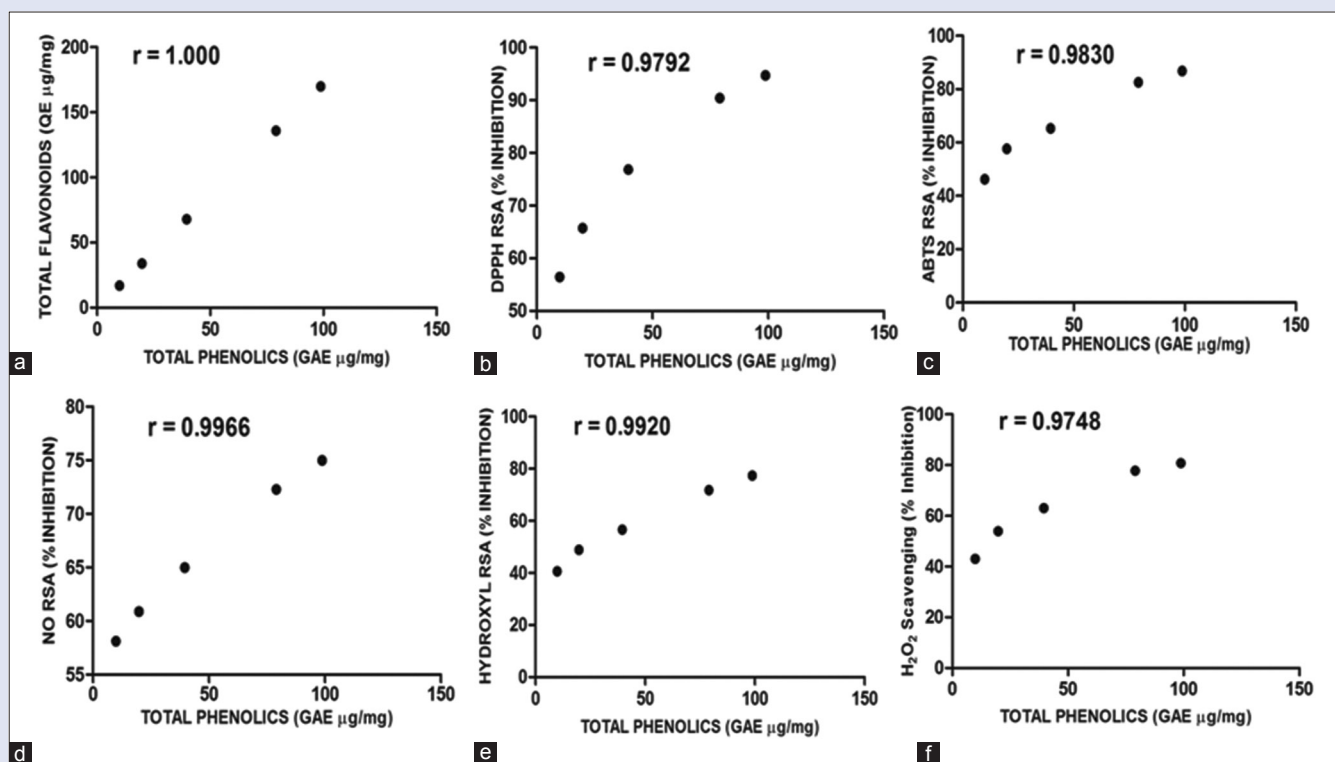 r = 1.000
TOTAL FLAVONOIDS (QE µg/mg)
200
150
100
50
0
0 50 100 150
TOTAL PHENOLICS (GAE µg/mg)
a
r = 0.9792
DPPH RSA (% INHIBITION)
100
90
80
70
60
50
0 50 100 150
TOTAL PHENOLICS (GAE µg/mg)
b
r = 0.9830
ABTS RSA (% INHIBITION)
100
80
60
40
20
0
0 50 100 150
TOTAL PHENOLICS (GAE µg/mg)
c
r = 0.9966
NO RSA (% INHIBITION)
80
75
70
65
60
55
0 50 100 150
TOTAL PHENOLICS (GAE µg/mg)
d
r = 0.9920
HYDROXYL RSA (% INHIBITION)
100
80
60
40
20
0
0 50 100 150
TOTAL PHENOLICS (GAE µg/mg)
e
r = 0.9748
H₂O₂ Scavenging (% Inhibition)
100
80
60
40
20
0
0 50 100 150
TOTAL PHENOLICS (GAE µg/mg)
f